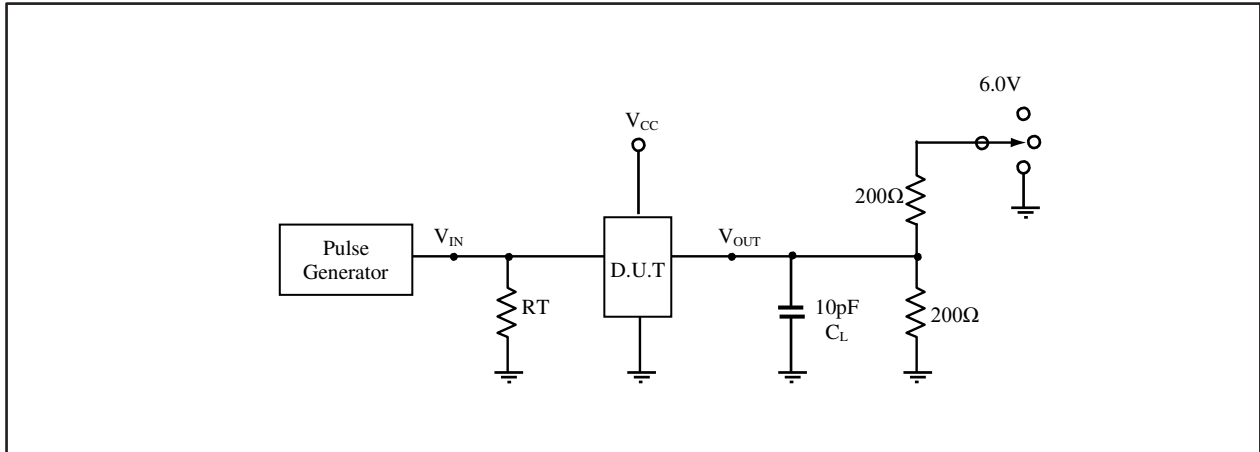 6.0V
V_CC
200Ω
Pulse
Generator
V_IN
D.U.T
V_OUT
RT
10pF
C_L
200Ω